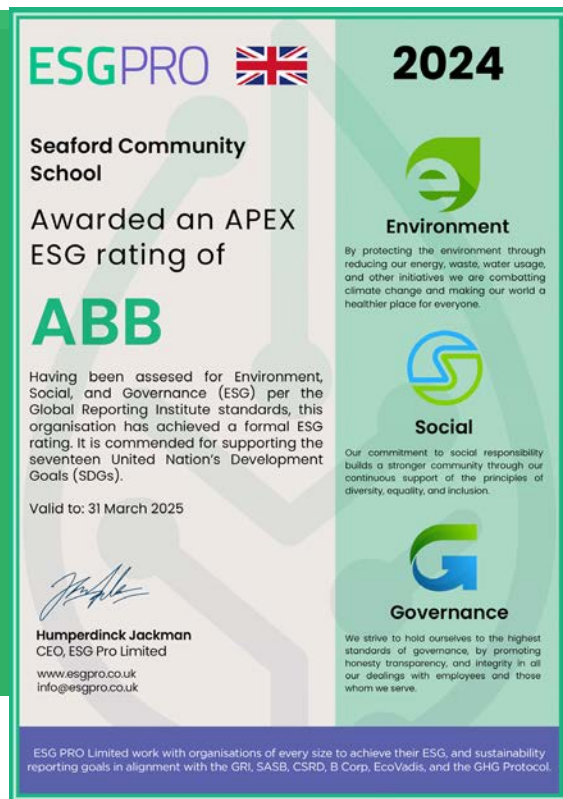 ESGPRO
Seaford Community
School
Awarded an APEX
ESG rating of
ABB
Having been assesed for Environment,
Social, and Governance (ESG) per the
Global Reporting Institute standards, this
organisation has achieved a formal ESG
rating. It is commended for supporting the
seventeen United Nation's Development
Goals (SDGs).
Valid to: 31 March 2025
Humperdinck Jackman
CEO, ESG Pro Limited
www.esgpro.co.uk
info@esgpro.co.uk
2024
e
Environment
By protecting the environment through
reducing our energy, waste, water usage,
and other initiatives we are combatting
climate change and making our world a
healthier place for everyone.
S
Social
Our commitment to social responsibility
builds a stronger community through our
continuous support of the principles of
diversity, equality, and inclusion.
G
Governance
We strive to hold ourselves to the highest
standards of governance, by promoting
honesty transparency, and integrity in all
our dealings with employees and those
whom we serve.
ESG PRO Limited work with organisations of every size to achieve their ESG, and sustainability
reporting goals in alignment with the GRI, SASB, CSRD, B Corp, EcoVadis, and the GHG Protocol.